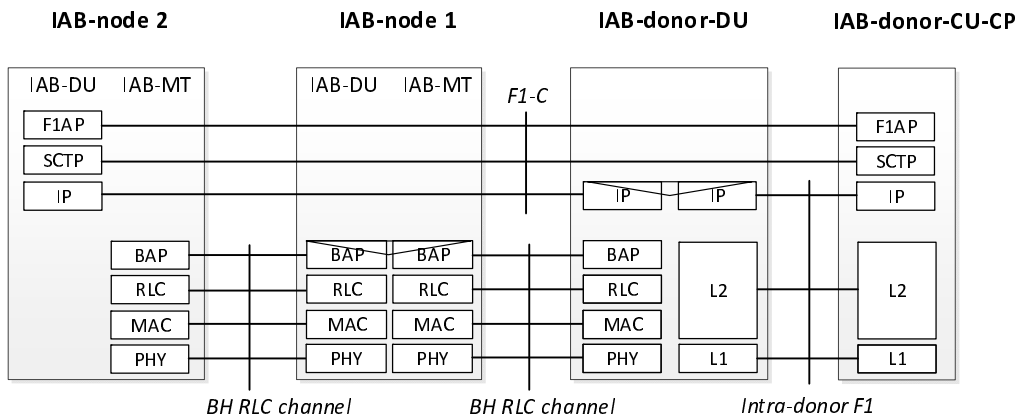 IAB-node 2 IAB-node 1 IAB-donor-DU IAB-donor-CU-CP
IAB-DU IAB-MT IAB-DU IAB-MT
F1-C
F1AP F1AP
SCTP SCTP
IP IP IP IP
BAP BAP BAP BAP
RLC RLC RLC RLC
L2 L2
MAC MAC MAC MAC
PHY PHY PHY PHY L1 L1
BH RLC channel BH RLC channel Intra-donor F1